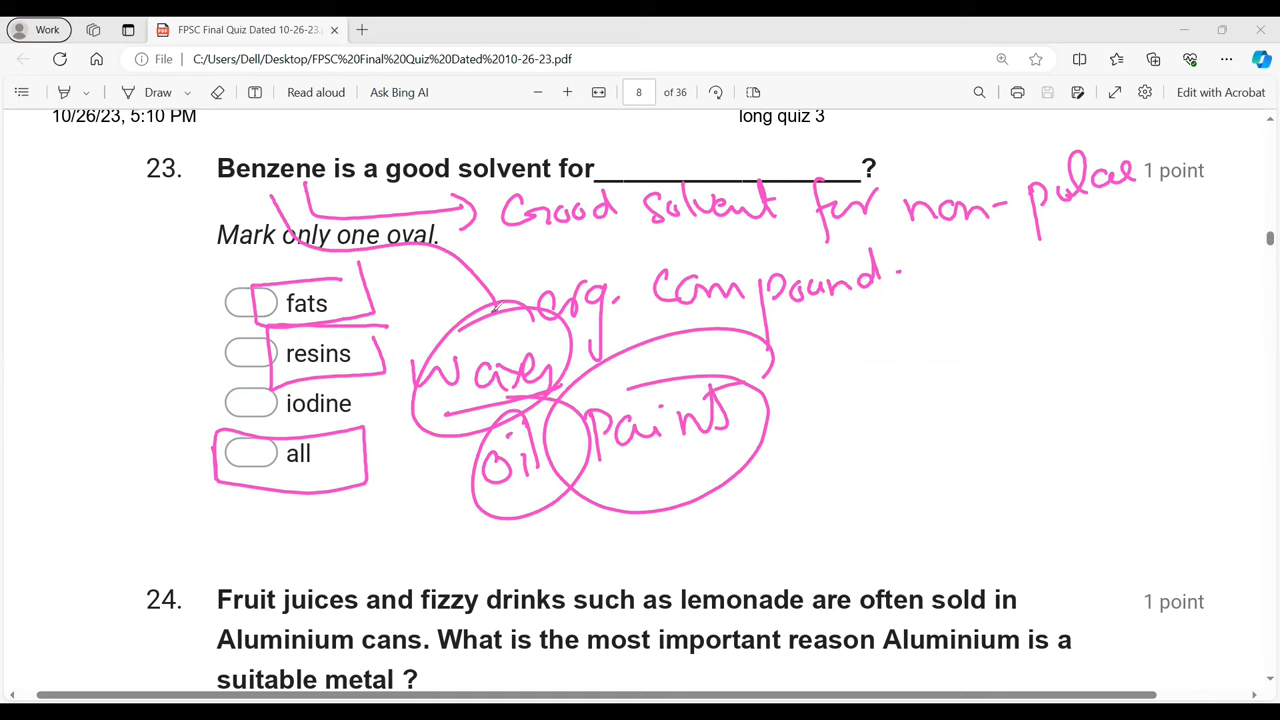 Work
FPSC Final Quiz Dated 10-26-23.
File C:/Users/Dell/Desktop/FPSC%20Final%20Quiz%20Dated%2010-26-23.pdf
Draw Read aloud Ask Bing AI 8 of 36 Edit with Acrobat
10/26/23, 5:10 PM long quiz 3
23. Benzene is a good solvent for_________________? 1 point
Good solvent for non-polar
Mark only one oval.
org. compound.
fats
resins
waxes
iodine
paints
all
oil
24. Fruit juices and fizzy drinks such as lemonade are often sold in 1 point
Aluminium cans. What is the most important reason Aluminium is a
suitable metal ?